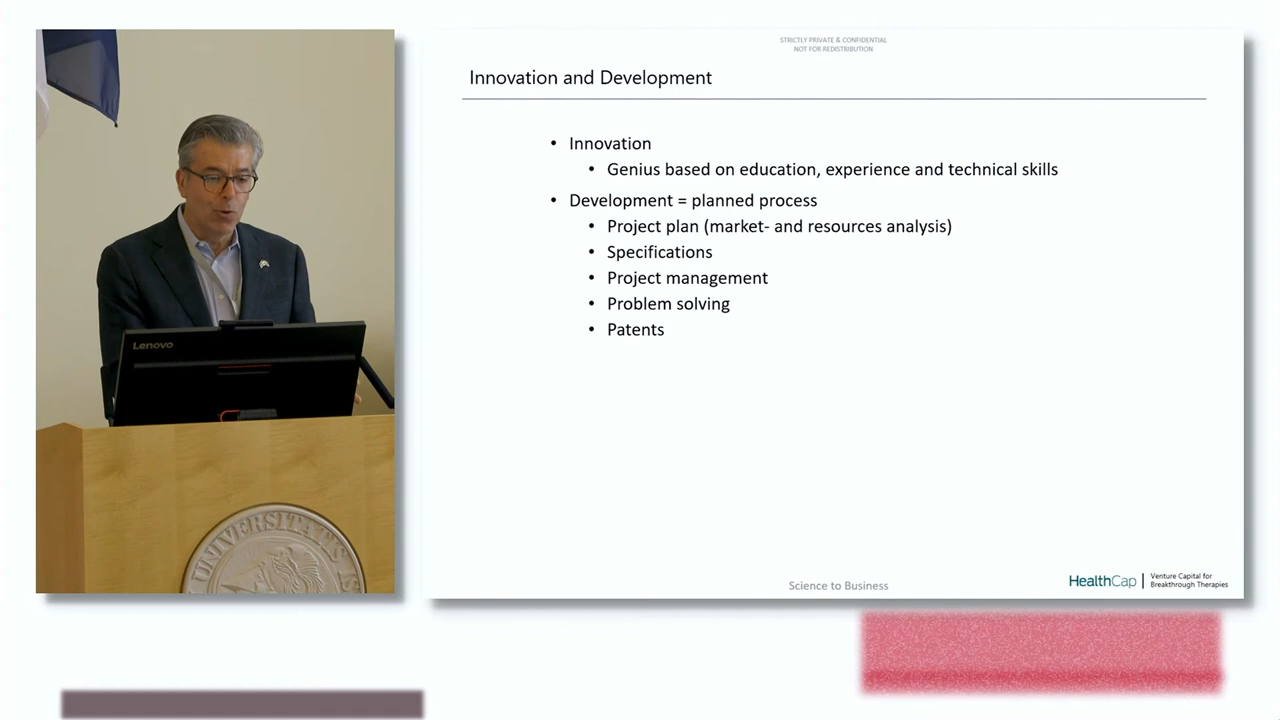 STRICTLY PRIVATE & CONFIDENTIAL
NOT FOR REDISTRIBUTION
Innovation and Development
• Innovation
• Genius based on education, experience and technical skills
• Development = planned process
• Project plan (market- and resources analysis)
• Specifications
• Project management
• Problem solving
• Patents
Science to Business
HealthCap | Venture Capital for
Breakthrough Therapies
Lenovo
UNIVERSITATIS